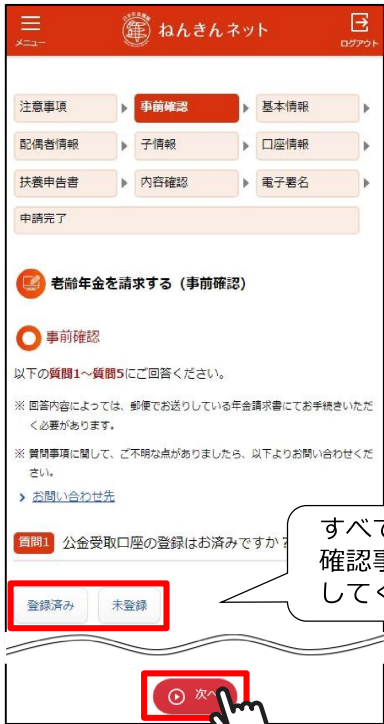 メニュー
年
ねんきんネット
ログアウト
注意事項
事前確認
基本情報
配偶者情報
子情報
口座情報
扶養申告書
内容確認
電子署名
申請完了
老齢年金を請求する（事前確認）
事前確認
以下の質問1～質問5にご回答ください。
※ 回答内容によっては、郵便でお送りしている年金請求書にてお手続きいただ
く必要があります。
※ 質問事項に関して、ご不明な点がありましたら、以下よりお問い合わせくだ
さい。
お問い合わせ先
質問1 公金受取口座の登録はお済みですか？
すべて
確認事
してく
登録済み 未登録
次へ